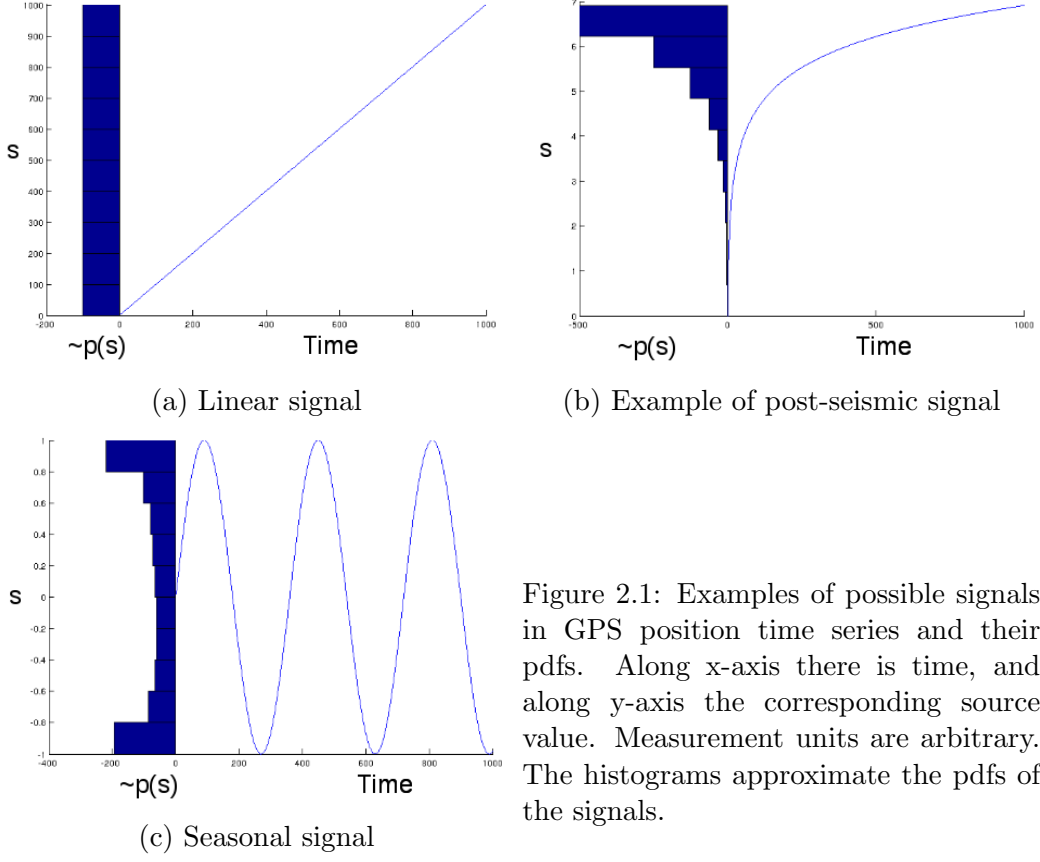 1000
900
800
700
600
500
400
300
200
100
0
s
-200
0
200
400
600
800
1000
~p(s)
Time
(a) Linear signal
7
6
5
4
3
2
1
0
s
-500
0
500
1000
~p(s)
Time
(b) Example of post-seismic signal
1
0.8
0.6
0.4
0.2
0
-0.2
-0.4
-0.6
-0.8
-1
s
-400
-200
0
200
400
600
800
1000
~p(s)
Time
(c) Seasonal signal
Figure 2.1: Examples of possible signals
in GPS position time series and their
pdfs. Along x-axis there is time, and
along y-axis the corresponding source
value. Measurement units are arbitrary.
The histograms approximate the pdfs of
the signals.